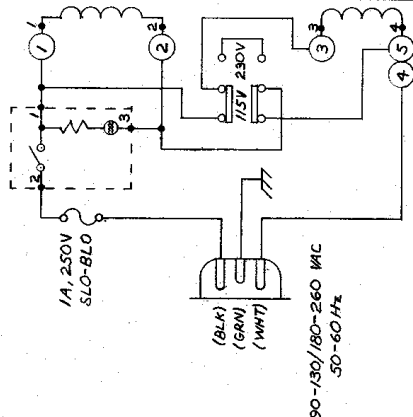 1
2
3
4
1
2
3
5
4
230V
115V
1
3
2
1A, 250V
SLO-BLO
(BLK)
(GRN)
(WHT)
90-130/180-260 VAC
50-60 Hz